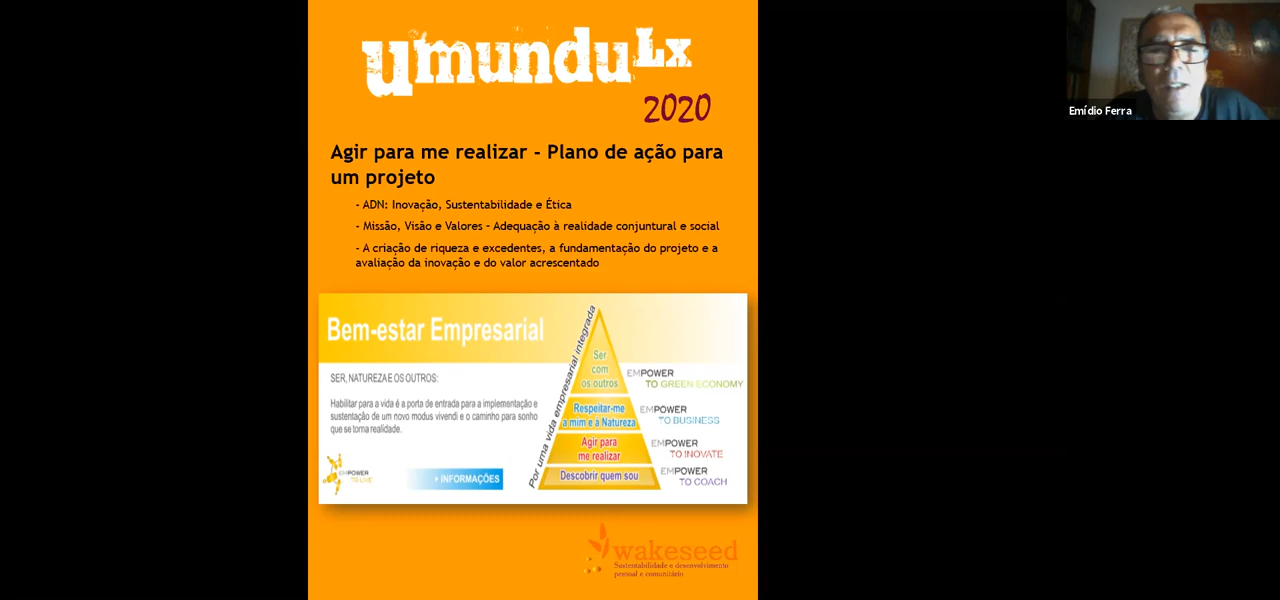 umunduLx
2020
Emídio Ferra
Agir para me realizar - Plano de ação para
um projeto
- ADN: Inovação, Sustentabilidade e Ética
- Missão, Visão e Valores - Adequação à realidade conjuntural e social
- A criação de riqueza e excedentes, a fundamentação do projeto e a
avaliação da inovação e do valor acrescentado
Bem-estar Empresarial
SER, NATUREZA E OS OUTROS:
Habilitar para a vida é a porta de entrada para a implementação e
sustentação de um novo modus vivendi e o caminho para sonho
que se torna realidade.
EMPOWER
TO LIVE
INFORMAÇÕES
Por uma vida empresarial integrada
Ser
com
os outros
Respeitar-me
a mim e à Natureza
Agir para
me realizar
Descobrir quem sou
EMPOWER
TO GREEN ECONOMY
EMPOWER
TO BUSINESS
EMPOWER
TO INOVATE
EMPOWER
TO COACH
wakeseed
Sustentabilidade e desenvolvimento
pessoal e comunitário